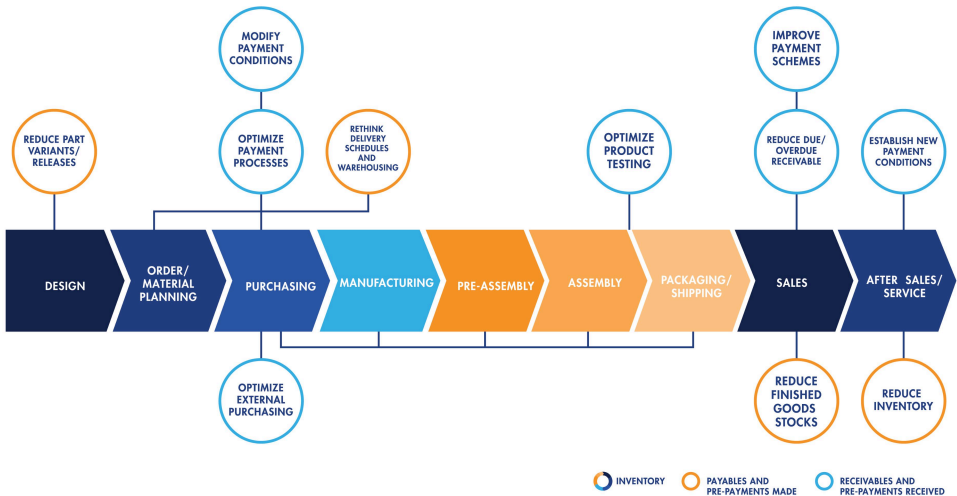 MODIFY
PAYMENT
CONDITIONS
IMPROVE
PAYMENT
SCHEMES
REDUCE PART
VARIANTS/
RELEASES
OPTIMIZE
PAYMENT
PROCESSES
RETHINK
DELIVERY
SCHEDULES
AND
WAREHOUSING
OPTIMIZE
PRODUCT
TESTING
REDUCE DUE/
OVERDUE
RECEIVABLE
ESTABLISH NEW
PAYMENT
CONDITIONS
DESIGN
ORDER/
MATERIAL
PLANNING
PURCHASING
MANUFACTURING
PRE-ASSEMBLY
ASSEMBLY
PACKAGING/
SHIPPING
SALES
AFTER SALES/
SERVICE
OPTIMIZE
EXTERNAL
PURCHASING
REDUCE
FINISHED
GOODS
STOCKS
REDUCE
INVENTORY
INVENTORY
PAYABLES AND
PRE-PAYMENTS MADE
RECEIVABLES AND
PRE-PAYMENTS RECEIVED